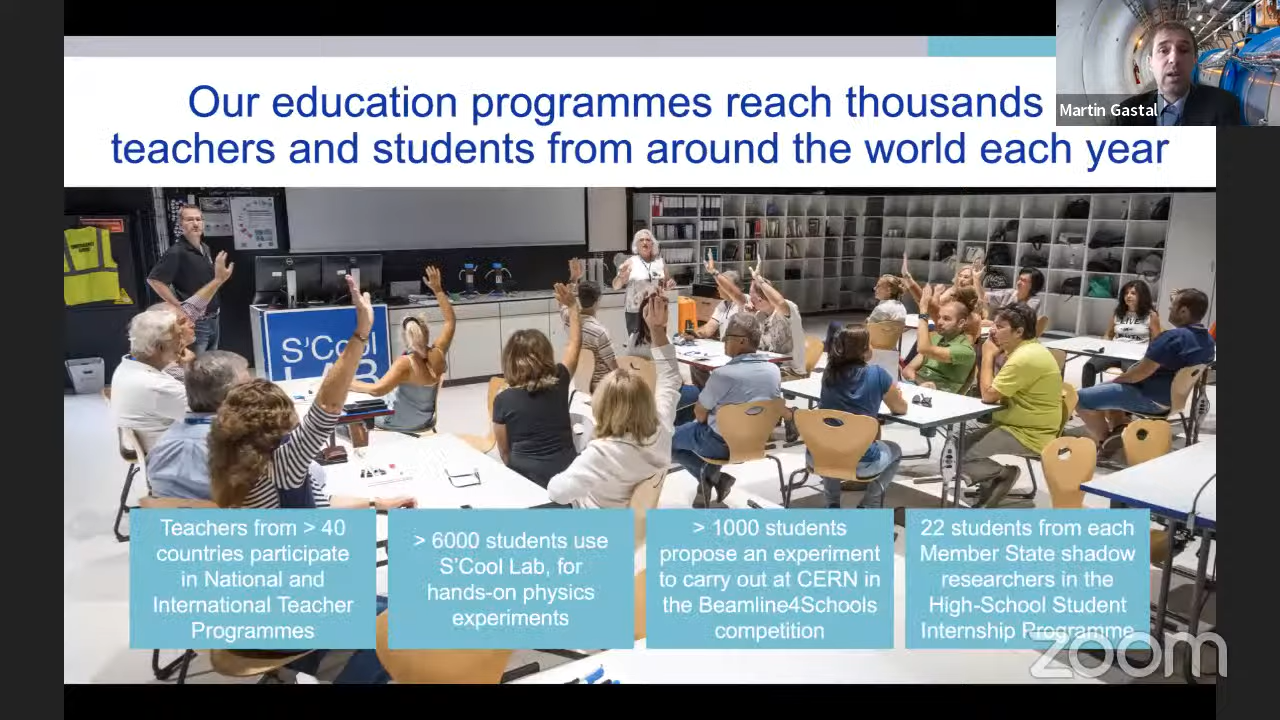 Our education programmes reach thousands
teachers and students from around the world each year
Martin Gastal
S'Cool
LAB
Teachers from > 40
countries participate
in National and
International Teacher
Programmes
> 6000 students use
S'Cool Lab, for
hands-on physics
experiments
> 1000 students
propose an experiment
to carry out at CERN in
the Beamline4Schools
competition
22 students from each
Member State shadow
researchers in the
High-School Student
Internship Programme
zoom